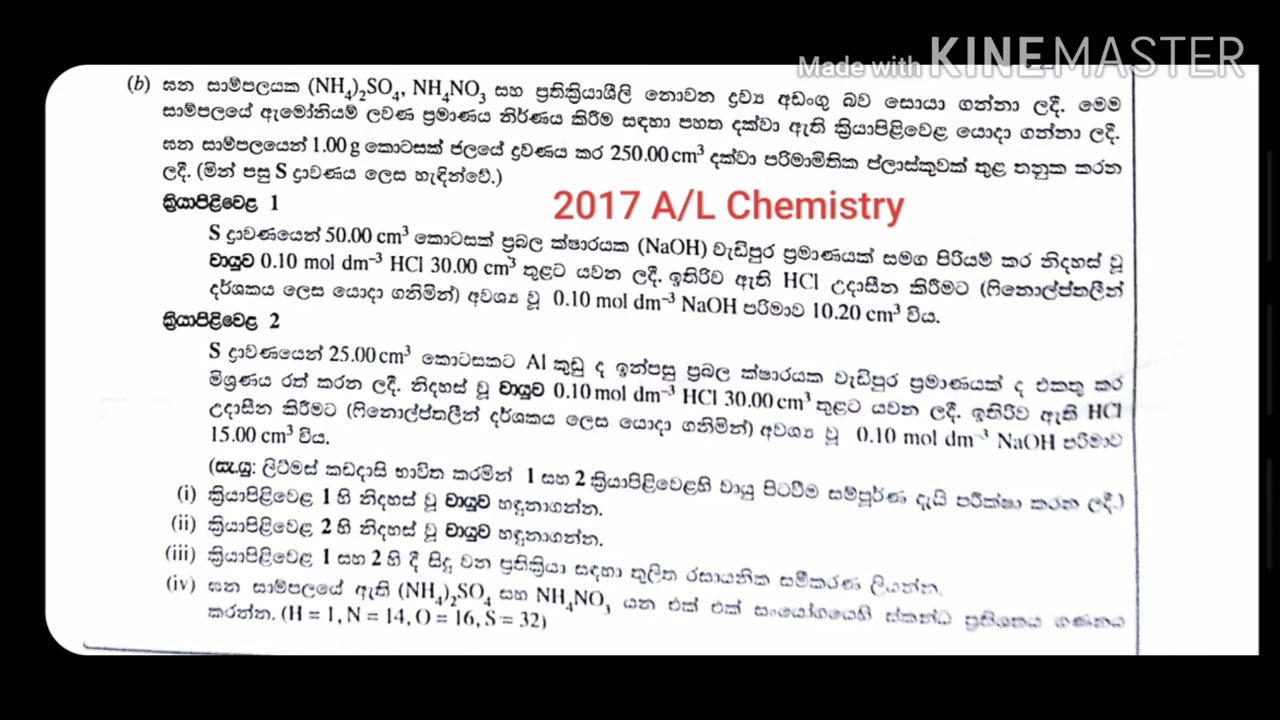 Made with KINEMASTER
(b) ඝන සාම්පලයක (NH₄)₂SO₄, NH₄NO₃ සහ ප්‍රතික්‍රියාශීලි නොවන ද්‍රව්‍ය අඩංගු බව සොයා ගන්නා ලදී. මෙම
සාම්පලයේ ඇමෝනියම් ලවණ ප්‍රමාණය නිර්ණය කිරීම සඳහා පහත දක්වා ඇති ක්‍රියාපිළිවෙළ යොදා ගන්නා ලදී.
ඝන සාම්පලයෙන් 1.00 g කොටසක් ජලයේ ද්‍රවණය කර 250.00 cm³ දක්වා පරිමාමිතික ප්ලාස්කුවක් තුළ තනුක කරන
ලදී. (මින් පසු S ද්‍රාවණය ලෙස හැඳින්වේ.)
ක්‍රියාපිළිවෙළ 1
2017 A/L Chemistry
S ද්‍රාවණයෙන් 50.00 cm³ කොටසක් ප්‍රබල ක්ෂාරයක (NaOH) වැඩිපුර ප්‍රමාණයක් සමග පිරියම් කර නිදහස් වූ
වායුව 0.10 mol dm⁻³ HCl 30.00 cm³ තුළට යවන ලදී. ඉතිරිව ඇති HCl උදාසීන කිරීමට (ෆිනොල්ප්තලීන්
දර්ශකය ලෙස යොදා ගනිමින්) අවශ්‍ය වූ 0.10 mol dm⁻³ NaOH පරිමාව 10.20 cm³ විය.
ක්‍රියාපිළිවෙළ 2
S ද්‍රාවණයෙන් 25.00 cm³ කොටසකට Al කුඩු ද ඉන්පසු ප්‍රබල ක්ෂාරයක වැඩිපුර ප්‍රමාණයක් ද එකතු කර
මිශ්‍රණය රත් කරන ලදී. නිදහස් වූ වායුව 0.10 mol dm⁻³ HCl 30.00 cm³ තුළට යවන ලදී. ඉතිරිව ඇති HCl
උදාසීන කිරීමට (ෆිනොල්ප්තලීන් දර්ශකය ලෙස යොදා ගනිමින්) අවශ්‍ය වූ 0.10 mol dm⁻³ NaOH පරිමාව
15.00 cm³ විය.
(සැ.යු: ලිට්මස් කඩදාසි භාවිත කරමින් 1 සහ 2 ක්‍රියාපිළිවෙළහි වායු පිටවීම සම්පූර්ණ දැයි පරීක්ෂා කරන ලදී.)
(i) ක්‍රියාපිළිවෙළ 1 හි නිදහස් වූ වායුව හඳුනාගන්න.
(ii) ක්‍රියාපිළිවෙළ 2 හි නිදහස් වූ වායුව හඳුනාගන්න.
(iii) ක්‍රියාපිළිවෙළ 1 සහ 2 හි දී සිදු වන ප්‍රතික්‍රියා සඳහා තුලිත රසායනික සමීකරණ ලියන්න.
(iv) ඝන සාම්පලයේ ඇති (NH₄)₂SO₄ සහ NH₄NO₃ යන එක් එක් සංයෝගයෙහි ස්කන්ධ ප්‍රතිශතය ගණනය
කරන්න. (H = 1, N = 14, O = 16, S = 32)